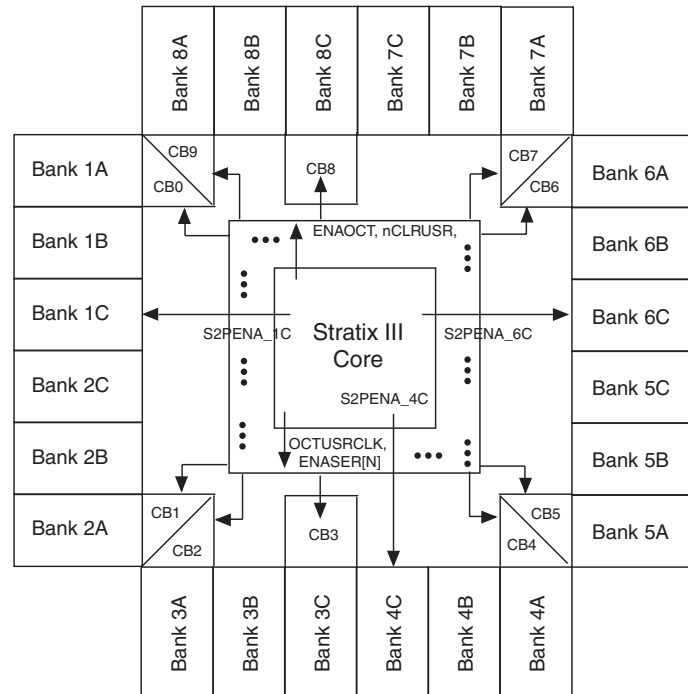 Bank 8A
Bank 8B
Bank 8C
Bank 7C
Bank 7B
Bank 7A
Bank 1A
CB9
CB0
CB8
CB7
CB6
Bank 6A
Bank 1B
ENAOCT, nCLRUSR,
Bank 6B
Bank 1C
S2PENA_1C
Stratix III
Core
S2PENA_6C
Bank 6C
Bank 2C
S2PENA_4C
Bank 5C
Bank 2B
OCTUSRCLK,
ENASER[N]
Bank 5B
Bank 2A
CB1
CB2
CB3
CB5
CB4
Bank 5A
Bank 3A
Bank 3B
Bank 3C
Bank 4C
Bank 4B
Bank 4A